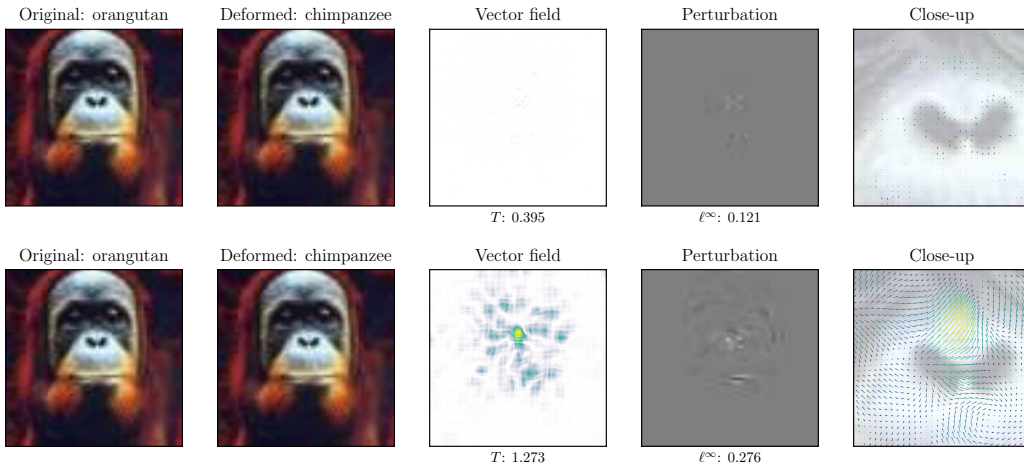 Original: orangutan
Deformed: chimpanzee
Vector field
Perturbation
Close-up
T: 0.395
ℓ∞: 0.121
Original: orangutan
Deformed: chimpanzee
Vector field
Perturbation
Close-up
T: 1.273
ℓ∞: 0.276